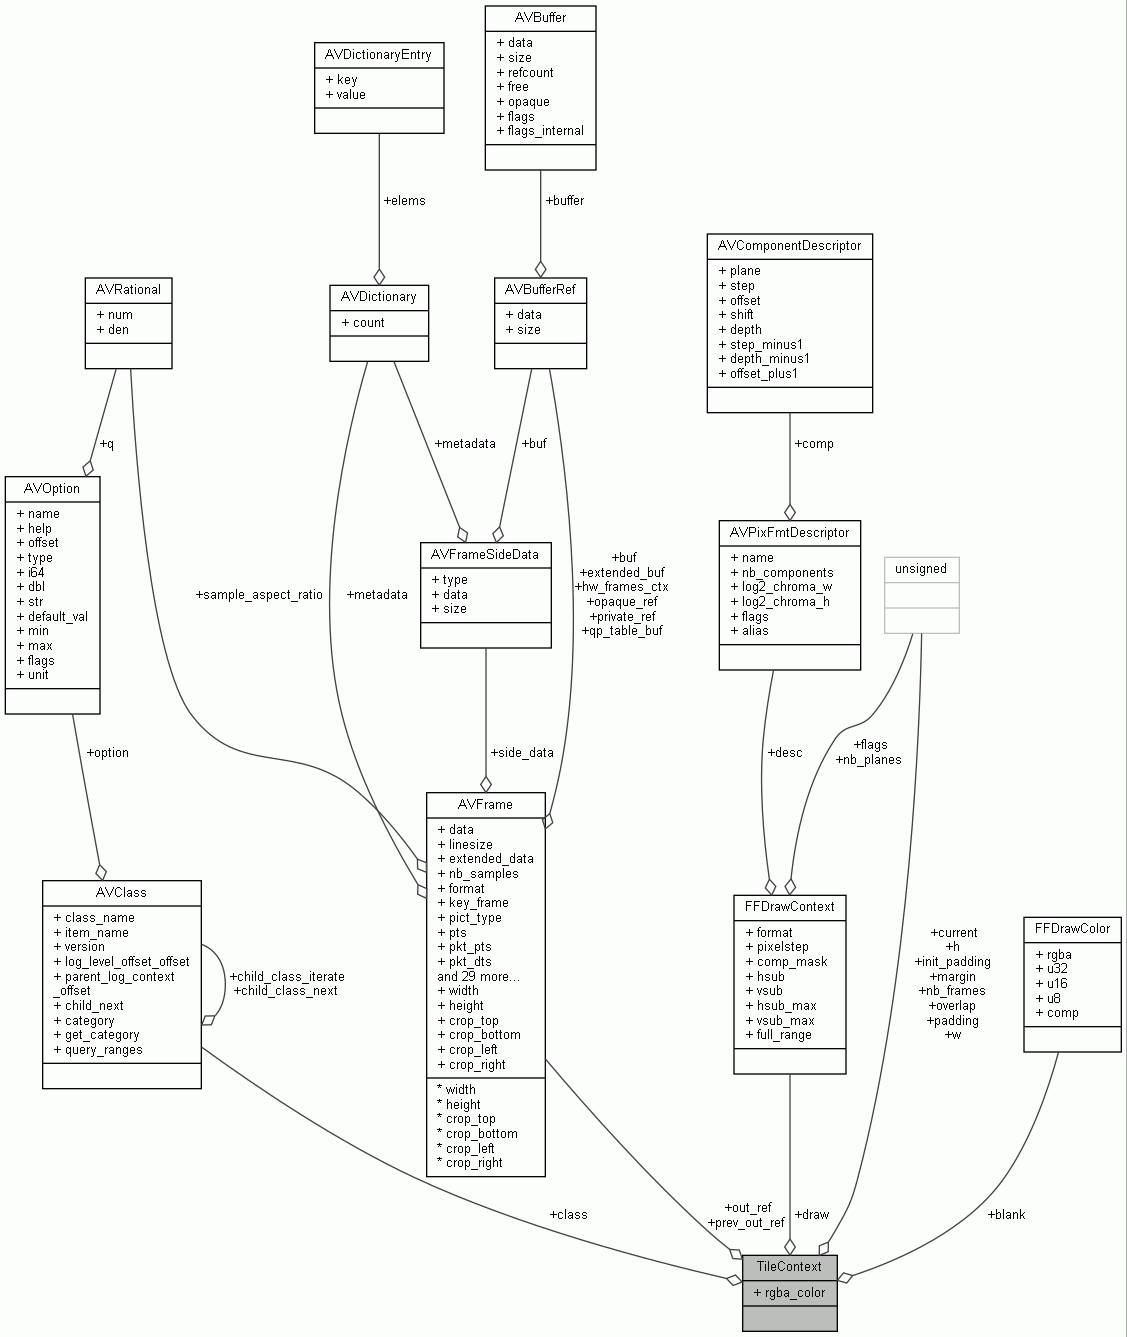 AVBuffer
+ data
+ size
+ refcount
+ free
+ opaque
+ flags
+ flags_internal
AVDictionaryEntry
+ key
+ value
+elems
+buffer
AVComponentDescriptor
+ plane
+ step
+ offset
+ shift
+ depth
+ step_minus1
+ depth_minus1
+ offset_plus1
AVRational
+ num
+ den
AVDictionary
+ count
AVBufferRef
+ data
+ size
+q
+metadata
+buf
+comp
AVOption
+ name
+ help
+ offset
+ type
+ i64
+ dbl
+ str
+ default_val
+ min
+ max
+ flags
+ unit
+sample_aspect_ratio
+metadata
AVFrameSideData
+ type
+ data
+ size
+buf
+extended_buf
+hw_frames_ctx
+opaque_ref
+private_ref
+qp_table_buf
AVPixFmtDescriptor
+ name
+ nb_components
+ log2_chroma_w
+ log2_chroma_h
+ flags
+ alias
unsigned
+option
+side_data
+desc
+flags
+nb_planes
AVClass
+ class_name
+ item_name
+ version
+ log_level_offset_offset
+ parent_log_context
_offset
+ child_next
+ category
+ get_category
+ query_ranges
+child_class_iterate
+child_class_next
AVFrame
+ data
+ linesize
+ extended_data
+ nb_samples
+ format
+ key_frame
+ pict_type
+ pts
+ pkt_pts
+ pkt_dts
and 29 more...
+ width
+ height
+ crop_top
+ crop_bottom
+ crop_left
+ crop_right
* width
* height
* crop_top
* crop_bottom
* crop_left
* crop_right
FFDrawContext
+ format
+ pixelstep
+ comp_mask
+ hsub
+ vsub
+ hsub_max
+ vsub_max
+ full_range
+current
+h
+init_padding
+margin
+nb_frames
+overlap
+padding
+w
FFDrawColor
+ rgba
+ u32
+ u16
+ u8
+ comp
+class
+out_ref
+prev_out_ref
+draw
+blank
TileContext
+ rgba_color